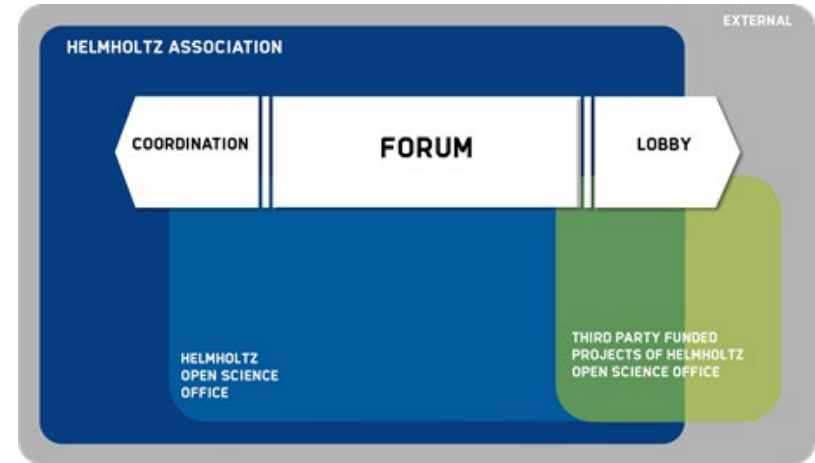 EXTERNAL
HELMHOLTZ ASSOCIATION
COORDINATION
FORUM
LOBBY
HELMHOLTZ
OPEN SCIENCE
OFFICE
THIRD PARTY FUNDED
PROJECTS OF HELMHOLTZ
OPEN SCIENCE OFFICE